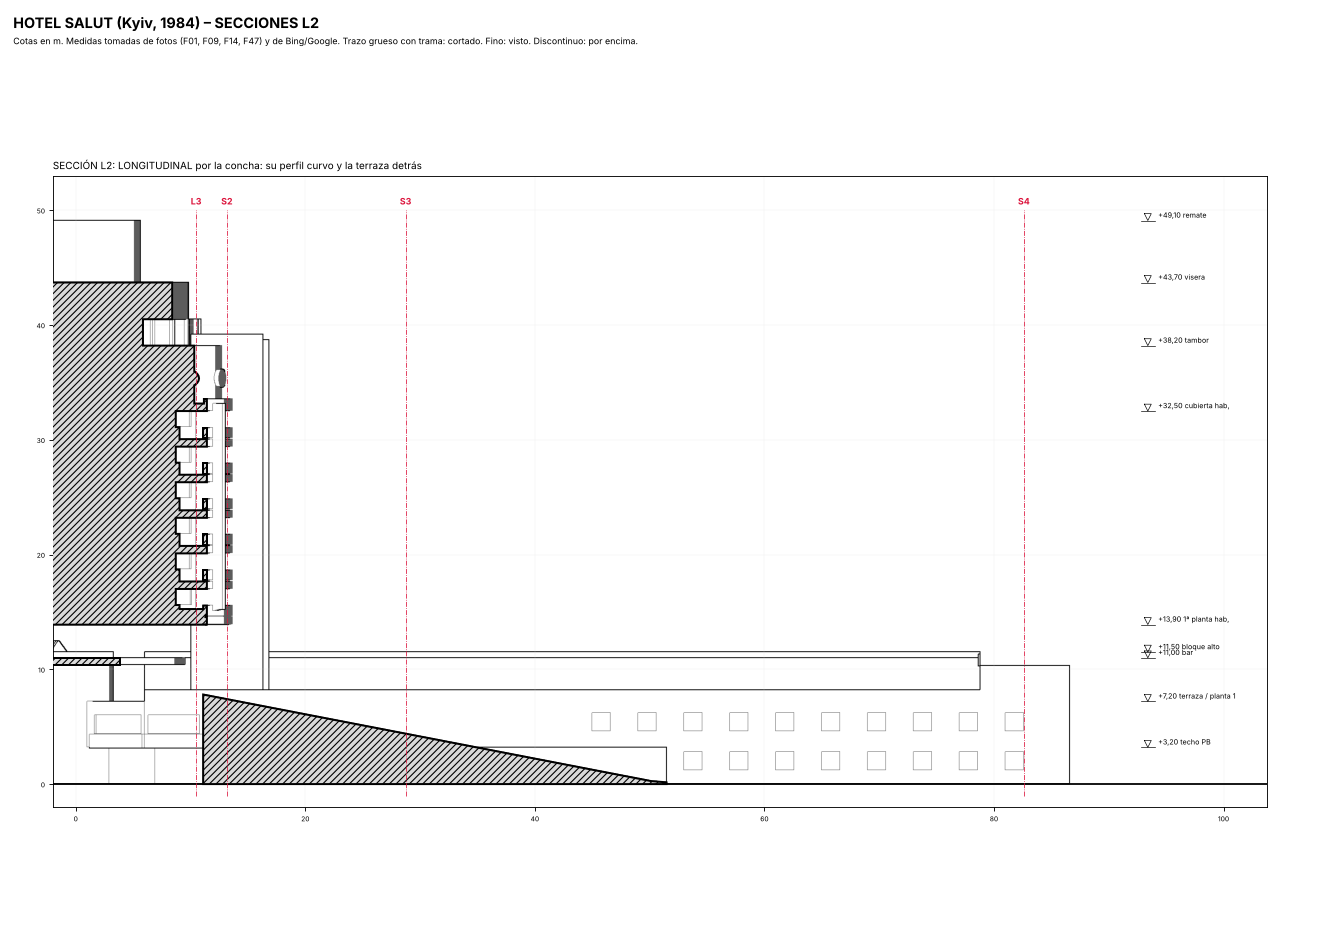 HOTEL SALUT (Kyiv, 1984) – SECCIONES L2
Cotas en m. Medidas tomadas de fotos (F01, F09, F14, F47) y de Bing/Google. Trazo grueso con trama: cortado. Fino: visto. Discontinuo: por encima.
SECCIÓN L2: LONGITUDINAL por la concha: su perfil curvo y la terraza detrás
L3 S2 S3 S4
50
+49,10 remate
+43,70 visera
40
+38,20 tambor
+32,50 cubierta hab,
30
20
+13,90 1ª planta hab,
+11,50 bloque alto
+11,00 bar
10
+7,20 terraza / planta 1
+3,20 techo PB
0
0 20 40 60 80 100